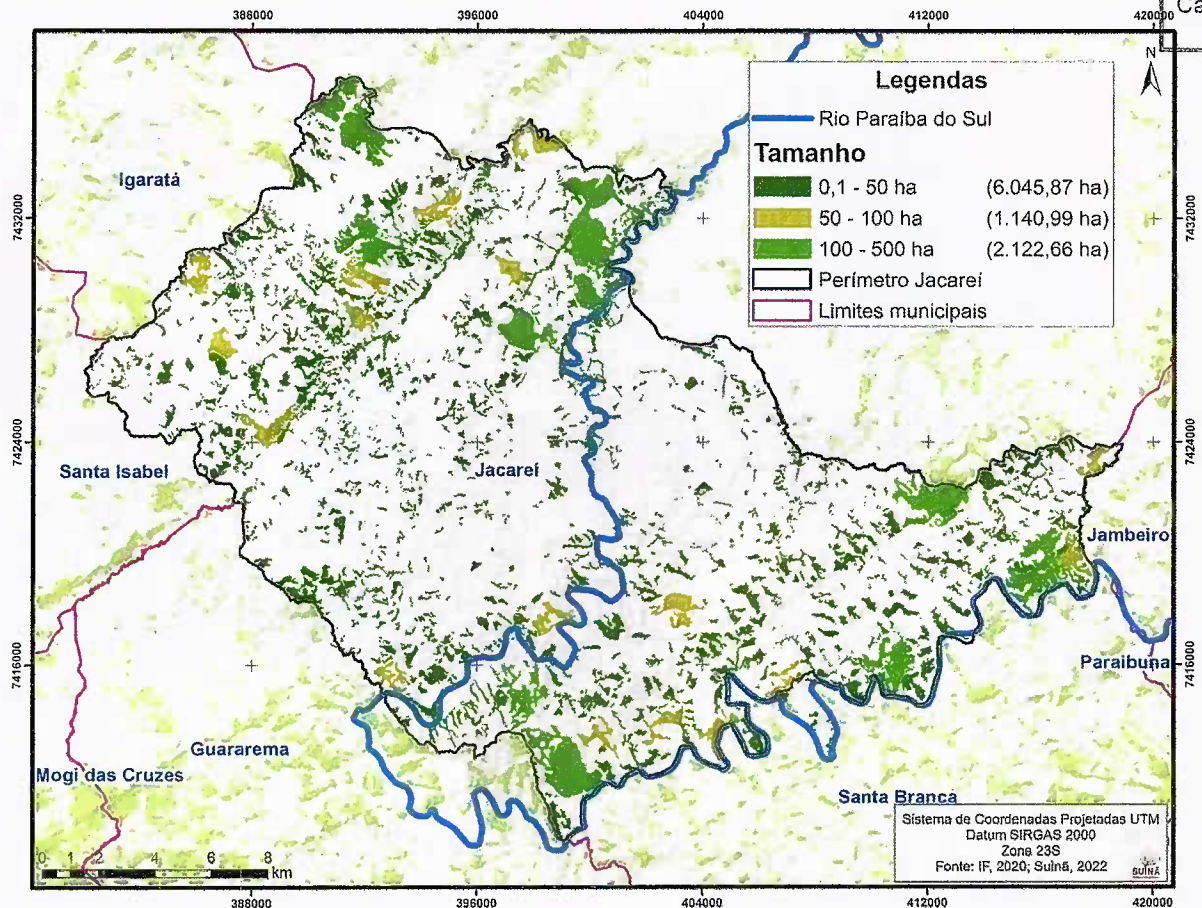 Ca
388000
396000
404000
412000
420000
N
Legendas
Rio Paraíba do Sul
Tamanho
0,1 - 50 ha (6.045,87 ha)
50 - 100 ha (1.140,99 ha)
100 - 500 ha (2.122,66 ha)
Perímetro Jacareí
Limites municipais
Igaratá
7432000
7432000
7424000
7424000
Santa Isabel
Jacareí
Jambeiro
7416000
7416000
Paraibuna
Guararema
Mogi das Cruzes
Santa Branca
Sistema de Coordenadas Projetadas UTM
Datum SIRGAS 2000
Zona 23S
Fonte: IF, 2020; Suinã, 2022
SUINÃ
0 1 2 4 6 8
km
388000
396000
404000
412000
420000